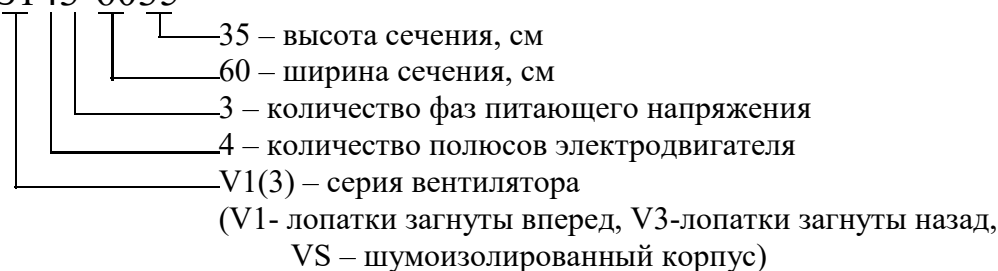 35 – высота сечения, см
60 – ширина сечения, см
3 – количество фаз питающего напряжения
4 – количество полюсов электродвигателя
V1(3) – серия вентилятора
(V1- лопатки загнуты вперед, V3-лопатки загнуты назад,
VS – шумоизолированный корпус)